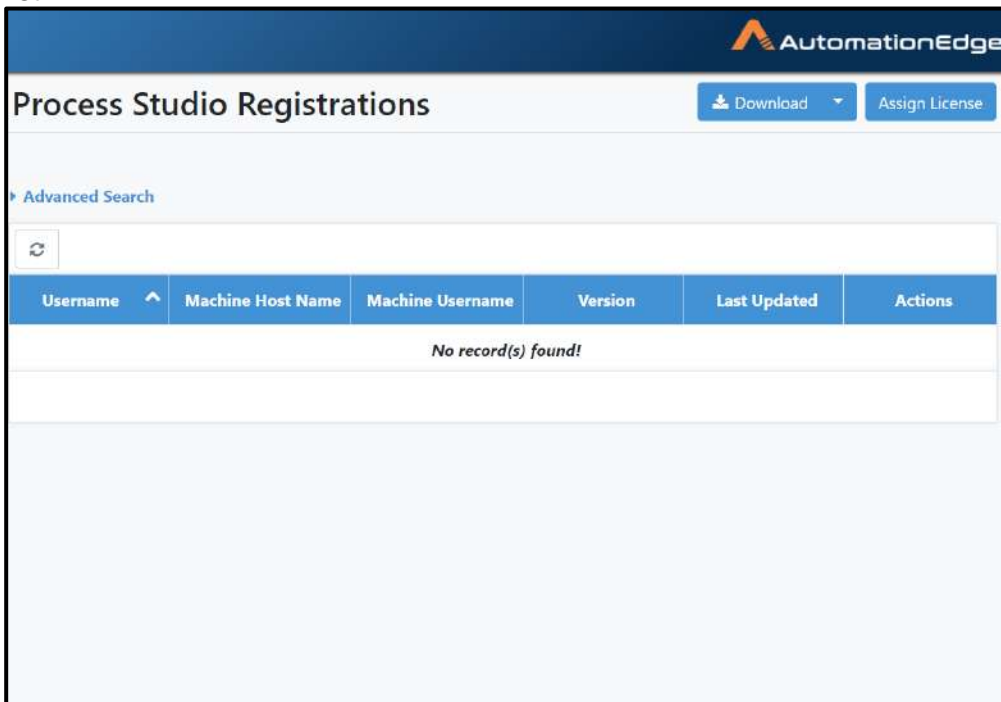 AutomationEdge
Process Studio Registrations
Download
Assign License
Advanced Search
Username Machine Host Name Machine Username Version Last Updated Actions
No record(s) found!